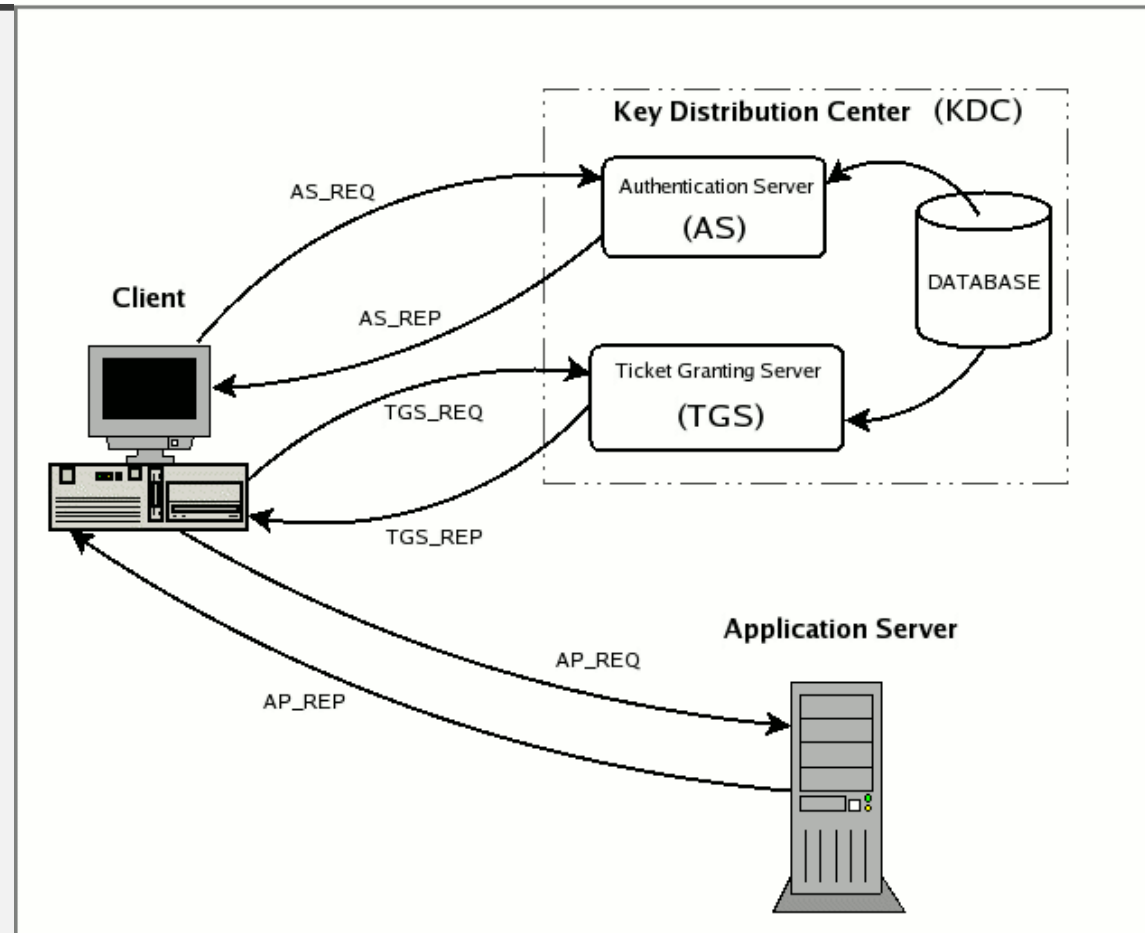 Key Distribution Center (KDC)
Authentication Server
(AS)
AS_REQ
DATABASE
Client
AS_REP
Ticket Granting Server
(TGS)
TGS_REQ
TGS_REP
Application Server
AP_REQ
AP_REP